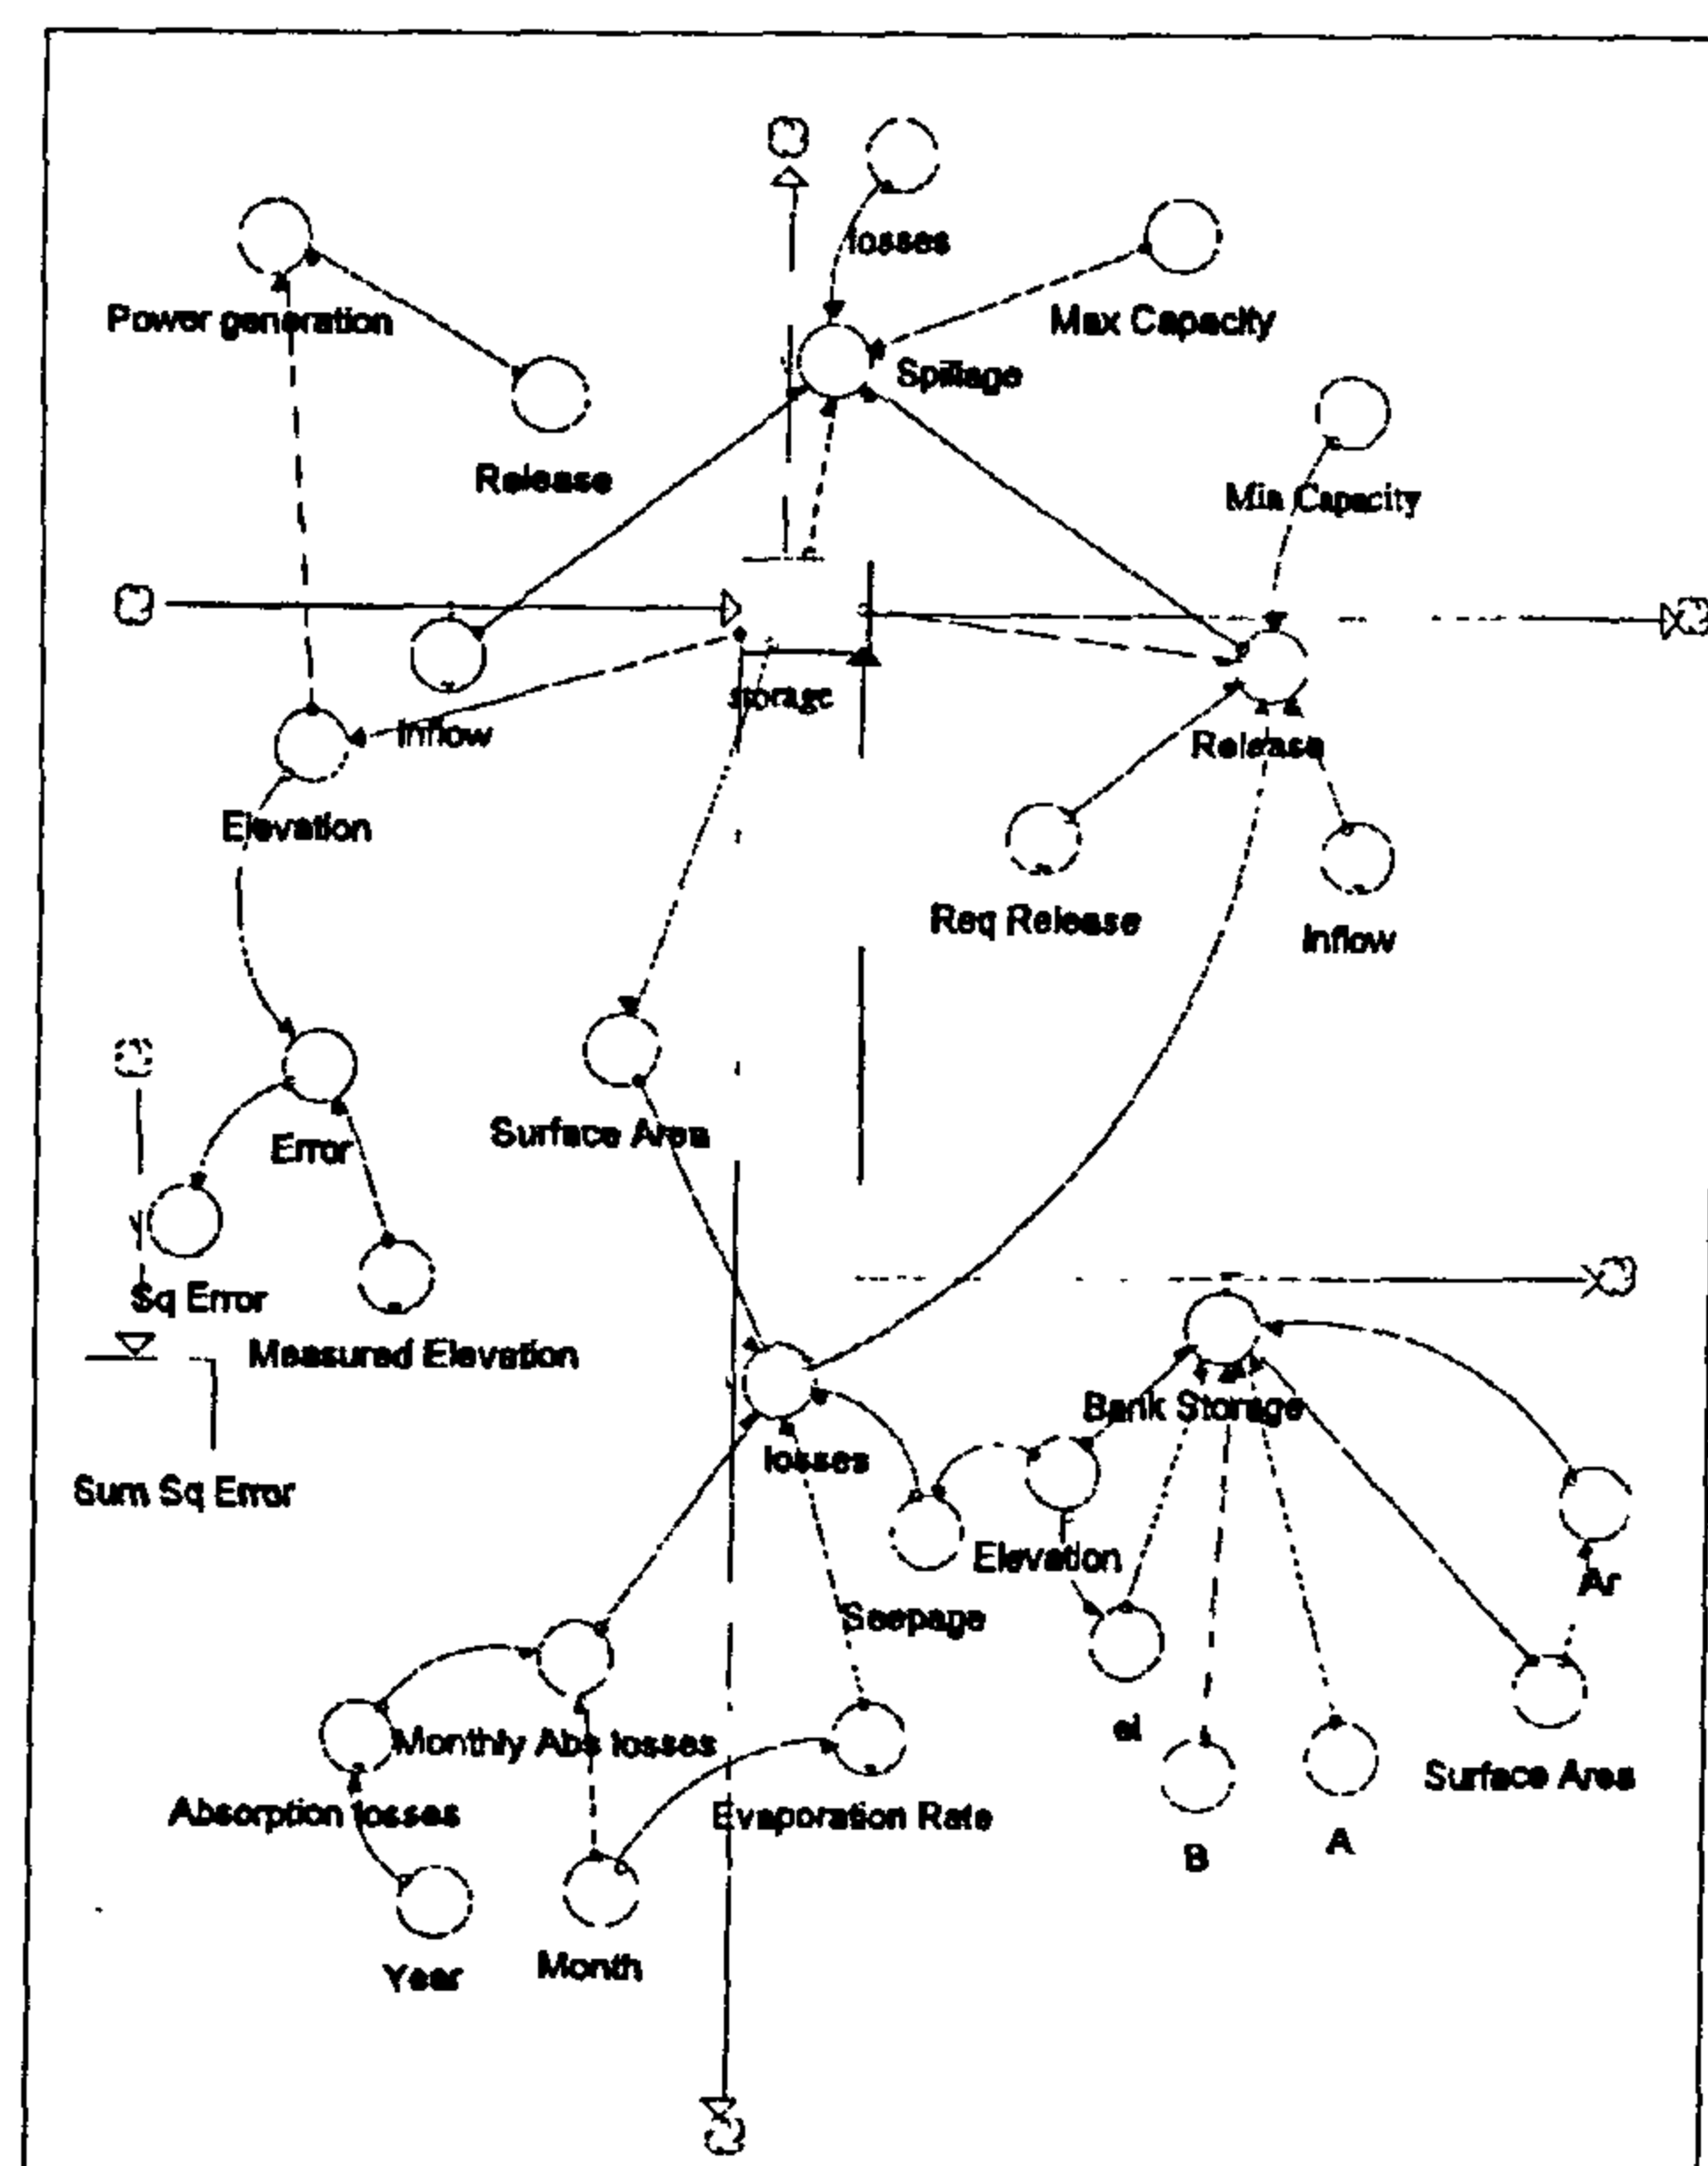 losses
Power generation
Max Capacity
Spillage
Release
Min Capacity
storage
Inflow
Release
Elevation
Req Release
Inflow
Surface Area
Error
Sq Error
Measured Elevation
Bank Storage
losses
Sum Sq Error
Elevation
Ar
Seepage
el
Monthly Abs losses
Surface Area
Absorption losses
Evaporation Rate
B
A
Year
Month